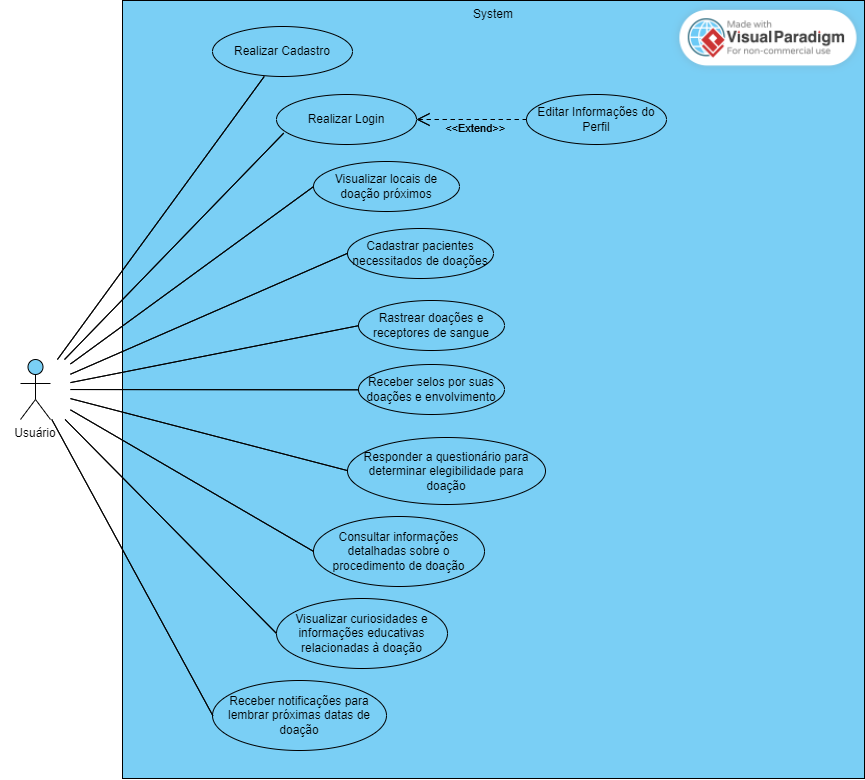 System
Made with
Visual Paradigm
For non-commercial use
Realizar Cadastro
Realizar Login
<<Extend>>
Editar Informações do
Perfil
Visualizar locais de
doação próximos
Cadastrar pacientes
necessitados de doações
Rastrear doações e
receptores de sangue
Receber selos por suas
doações e envolvimento
Usuário
Responder a questionário para
determinar elegibilidade para
doação
Consultar informações
detalhadas sobre o
procedimento de doação
Visualizar curiosidades e
informações educativas
relacionadas à doação
Receber notificações para
lembrar próximas datas de
doação